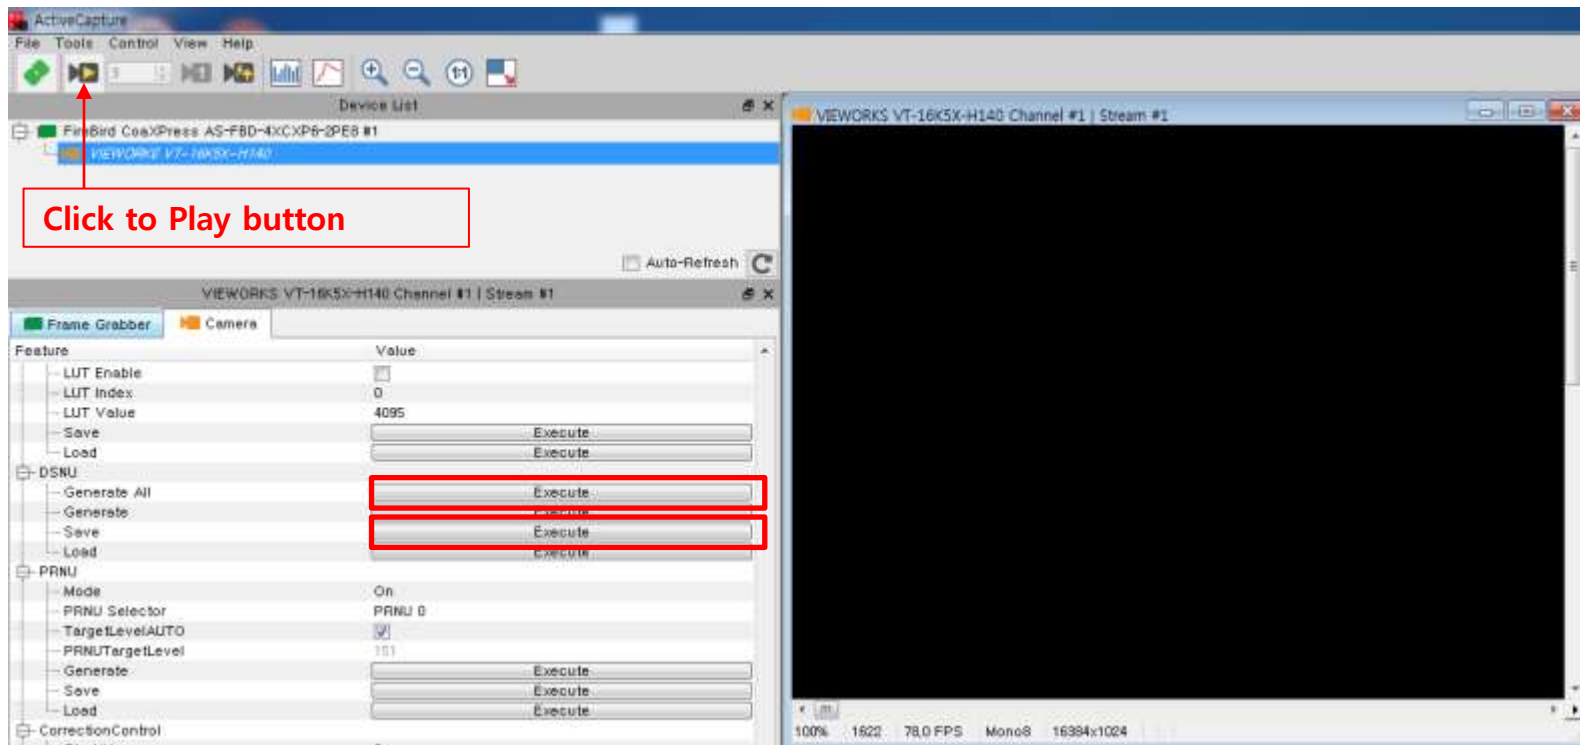 ActiveCapture
File Tools Control View Help
Device List
FireBird CoaXPress AS-FBD-4XCXP6-2PE8 #1
VIEWORKS VT-16K5X-H140
Click to Play button
Auto-Refresh
VIEWORKS VT-16K5X-H140 Channel #1 | Stream #1
Frame Grabber Camera
Feature Value
LUT Enable
LUT Index 0
LUT Value 4095
Save Execute
Load Execute
DSNU
Generate All Execute
Generate Execute
Save Execute
Load Execute
PRNU
Mode On
PRNU Selector PRNU 0
TargetLevelAUTO
PRNUTargetLevel 151
Generate Execute
Save Execute
Load Execute
CorrectionControl
VIEWORKS VT-16K5X-H140 Channel #1 | Stream #1
100% 1622 78,0 FPS Mono8 16384x1024